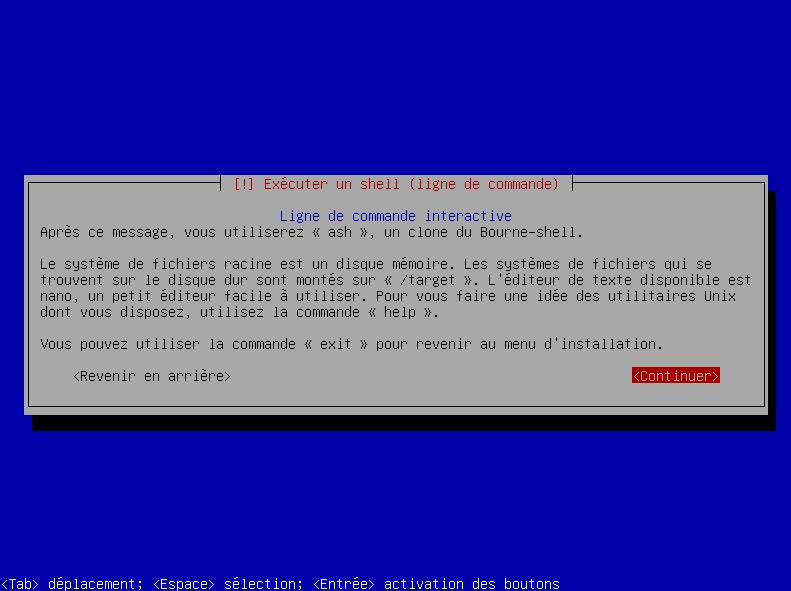 [!] Exécuter un shell (ligne de commande)
Ligne de commande interactive
Après ce message, vous utiliserez « ash », un clone du Bourne-shell.
Le système de fichiers racine est un disque mémoire. Les systèmes de fichiers qui se
trouvent sur le disque dur sont montés sur « /target ». L'éditeur de texte disponible est
nano, un petit éditeur facile à utiliser. Pour vous faire une idée des utilitaires Unix
dont vous disposez, utilisez la commande « help ».
Vous pouvez utiliser la commande « exit » pour revenir au menu d'installation.
<Revenir en arrière> <Continuer>
<Tab> déplacement; <Espace> sélection; <Entrée> activation des boutons